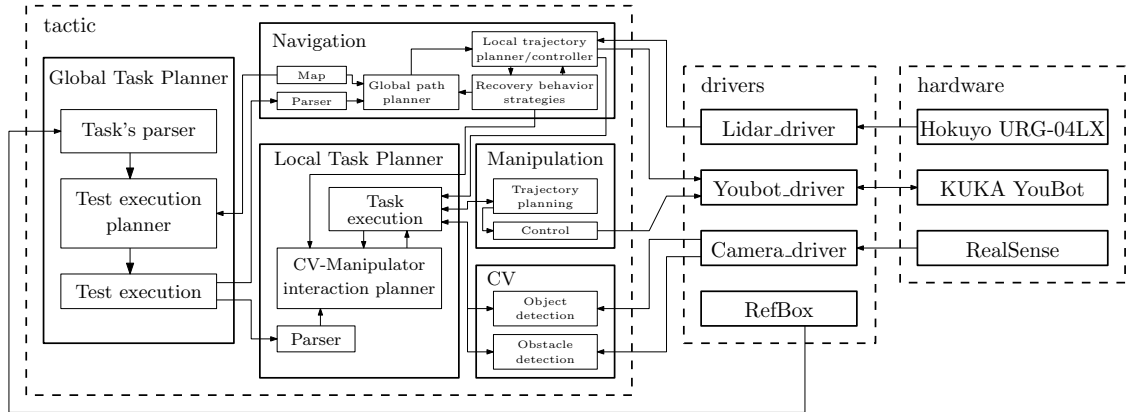 tactic
Global Task Planner
Task's parser
Test execution
planner
Test execution
Navigation
Map
Parser
Global path
planner
Local trajectory
planner/controller
Recovery behavior
strategies
Local Task Planner
Task
execution
CV-Manipulator
interaction planner
Parser
Manipulation
Trajectory
planning
Control
CV
Object
detection
Obstacle
detection
drivers
Lidar_driver
Youbot_driver
Camera_driver
RefBox
hardware
Hokuyo URG-04LX
KUKA YouBot
RealSense